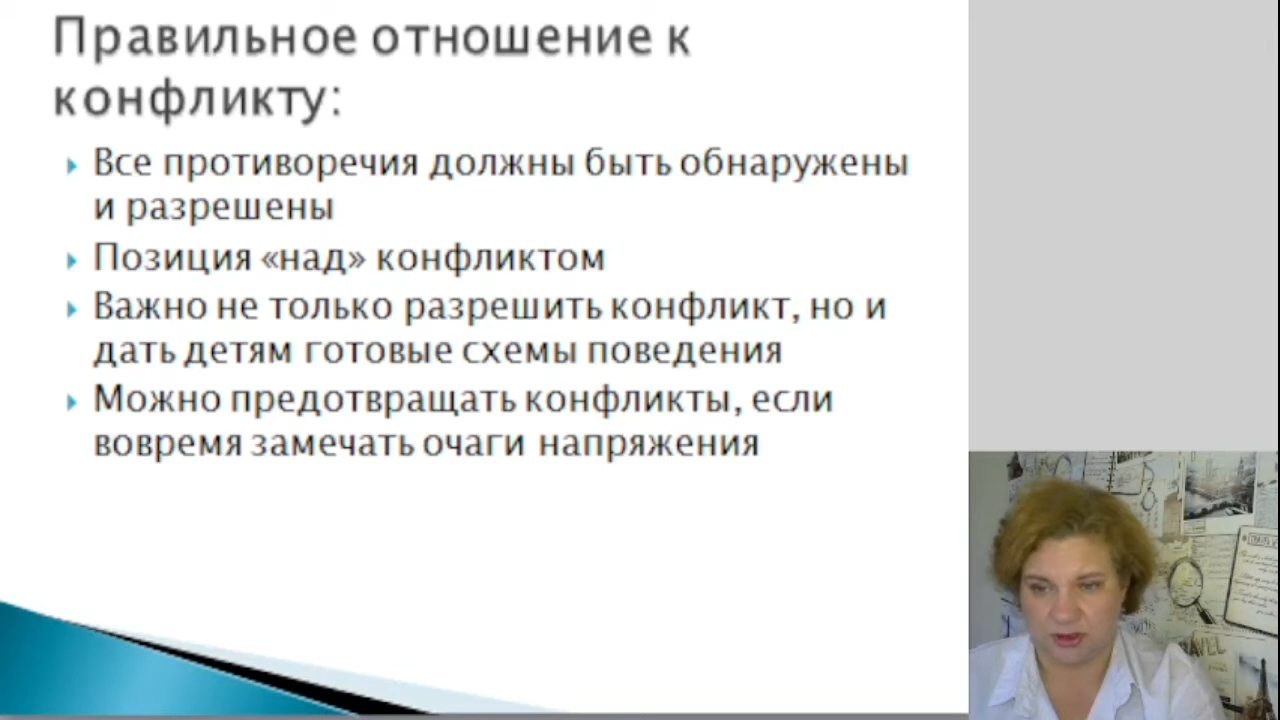 Правильное отношение к
конфликту:
Все противоречия должны быть обнаружены
и разрешены
Позиция «над» конфликтом
Важно не только разрешить конфликт, но и
дать детям готовые схемы поведения
Можно предотвращать конфликты, если
вовремя замечать очаги напряжения